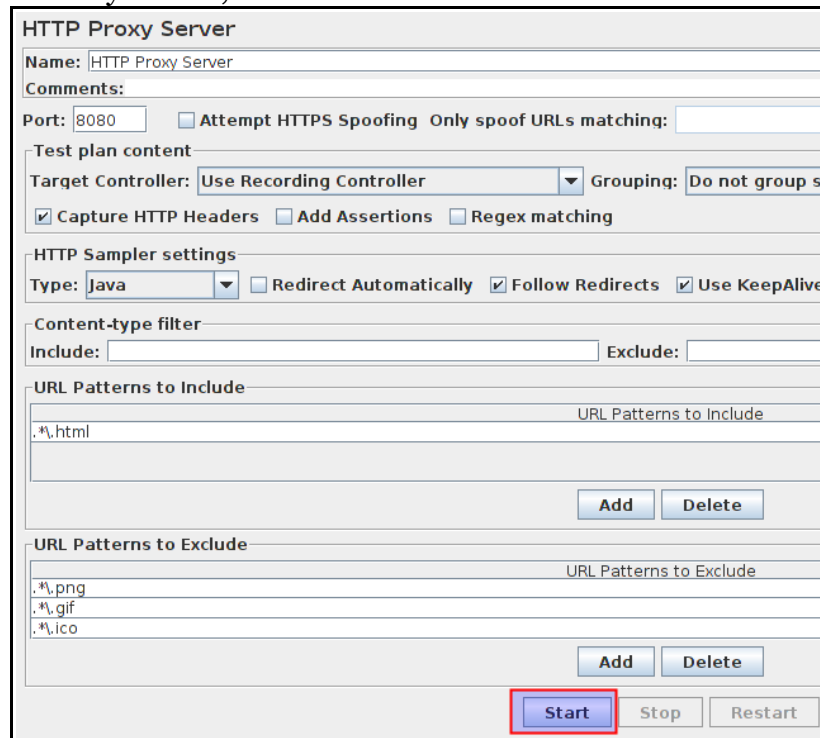 HTTP Proxy Server
Name: HTTP Proxy Server
Comments:
Port: 8080 Attempt HTTPS Spoofing Only spoof URLs matching:
Test plan content
Target Controller: Use Recording Controller Grouping: Do not group s
Capture HTTP Headers Add Assertions Regex matching
HTTP Sampler settings
Type: Java Redirect Automatically Follow Redirects Use KeepAlive
Content-type filter
Include: Exclude:
URL Patterns to Include
URL Patterns to Include
.*\.html
Add Delete
URL Patterns to Exclude
URL Patterns to Exclude
.*\.png
.*\.gif
.*\.ico
Add Delete
Start Stop Restart